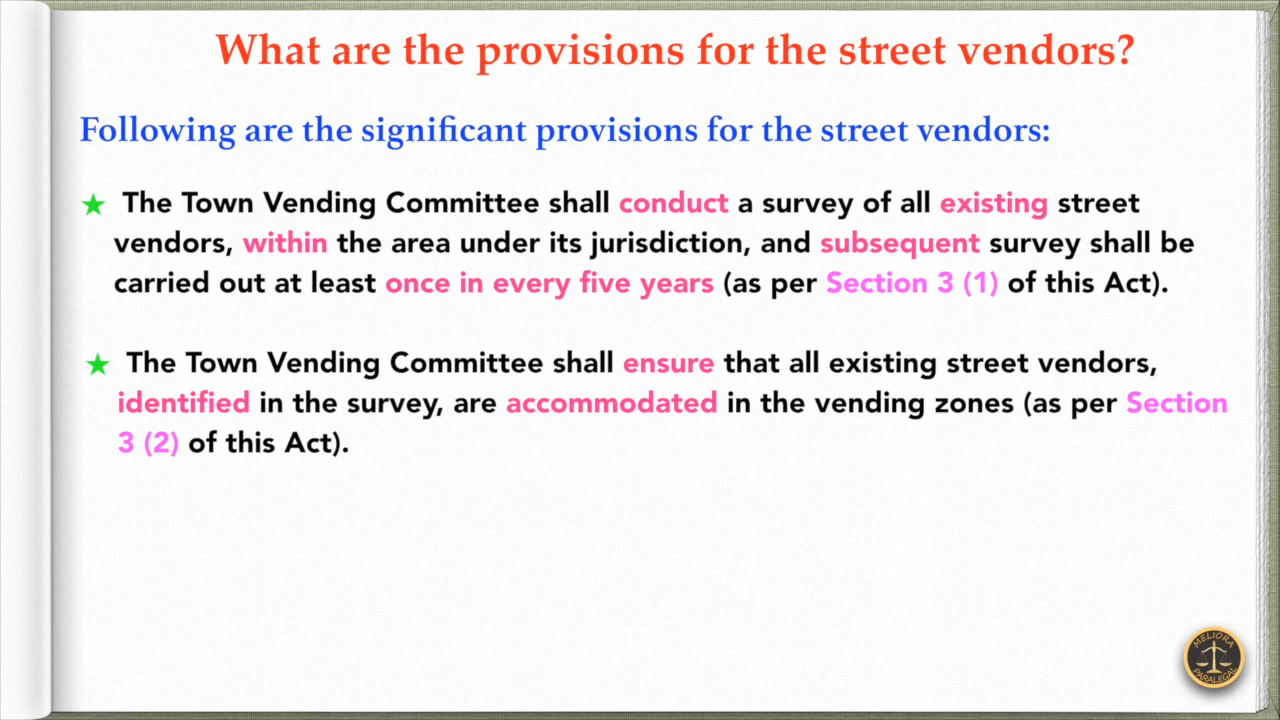 What are the provisions for the street vendors?
Following are the significant provisions for the street vendors:
★ The Town Vending Committee shall conduct a survey of all existing street
vendors, within the area under its jurisdiction, and subsequent survey shall be
carried out at least once in every five years (as per Section 3 (1) of this Act).
★ The Town Vending Committee shall ensure that all existing street vendors,
identified in the survey, are accommodated in the vending zones (as per Section
3 (2) of this Act).
MELIORA
PARALEGAL